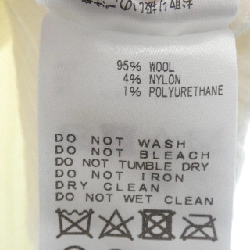 95% WOOL
4% NYLON
1% POLYURETHANE
DO NOT WASH
DO NOT BLEACH
DO NOT TUMBLE DRY
DO NOT IRON
DRY CLEAN
DO NOT WET CLEAN